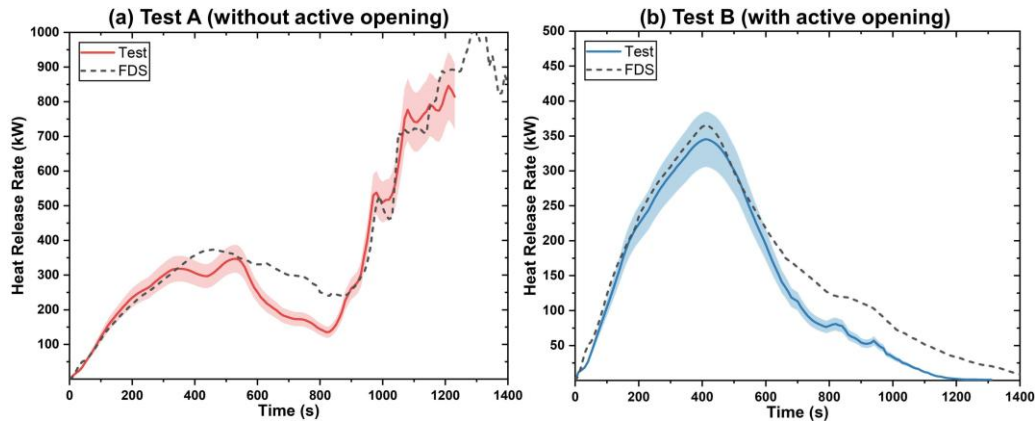 (a) Test A (without active opening)
Test
FDS
Heat Release Rate (kW)
1000
900
800
700
600
500
400
300
200
100
0 200 400 600 800 1000 1200 1400
Time (s)
(b) Test B (with active opening)
Test
FDS
Heat Release Rate (kW)
500
450
400
350
300
250
200
150
100
50
0 200 400 600 800 1000 1200 1400
Time (s)